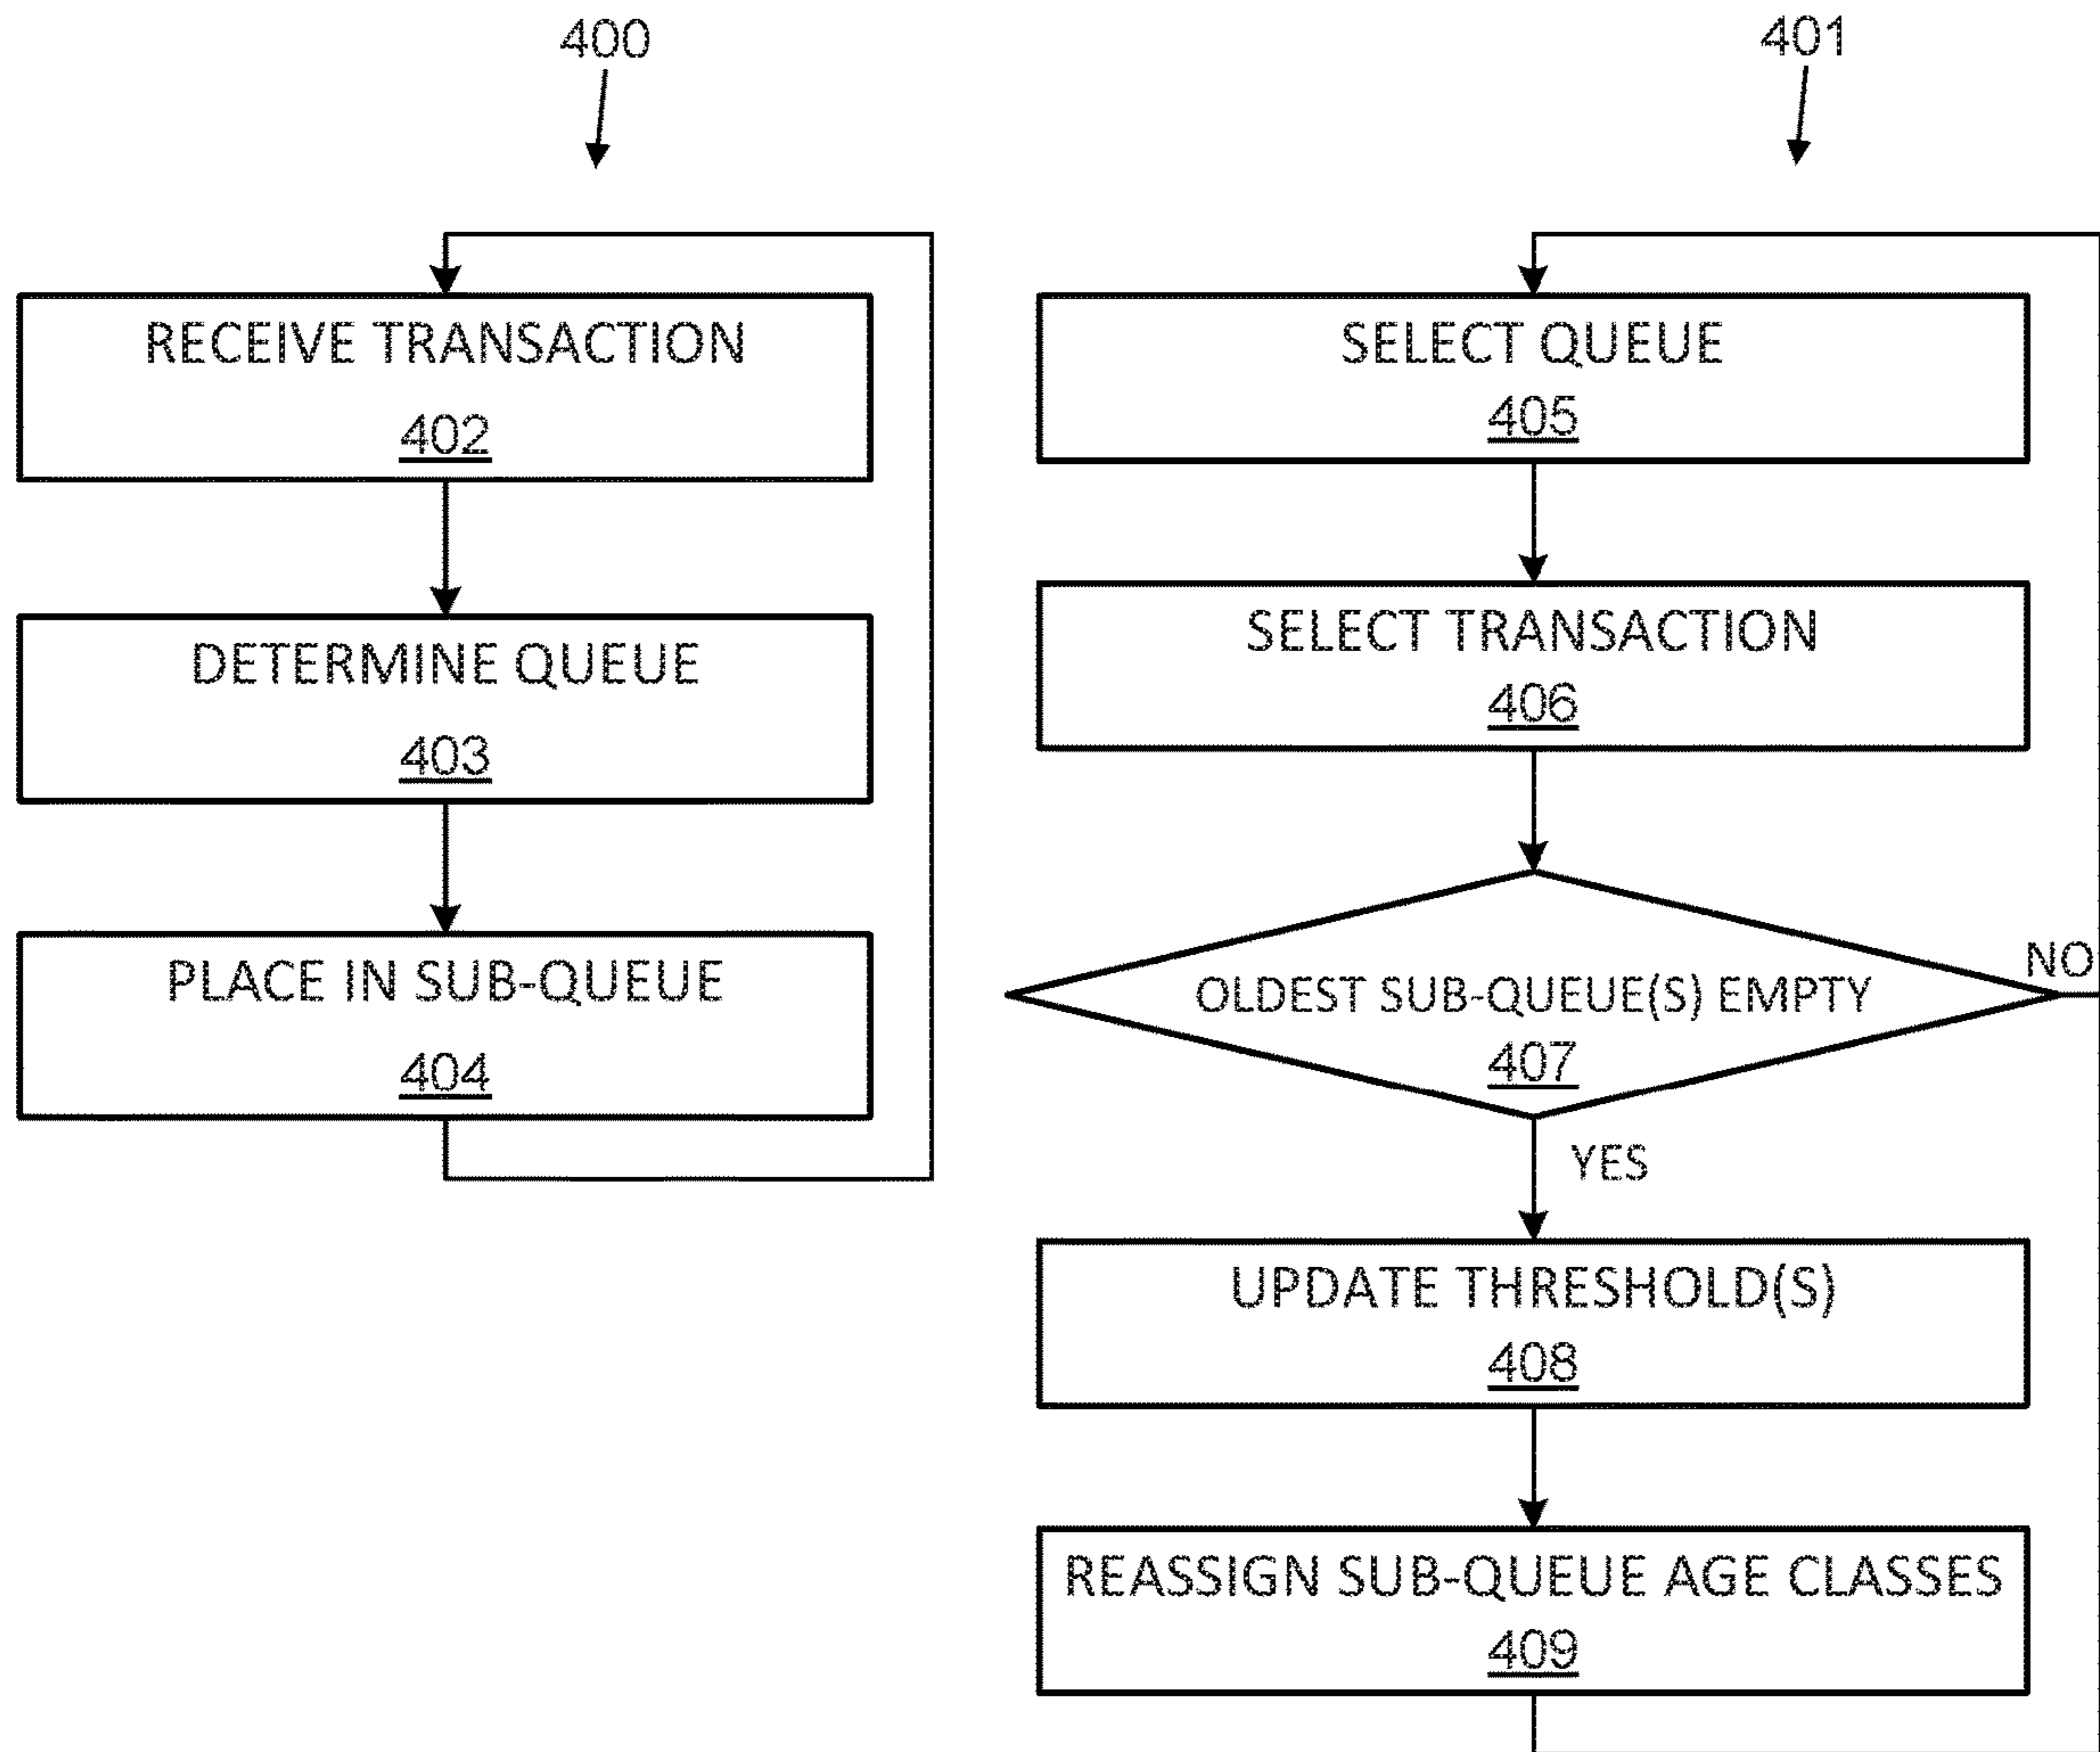 400
RECEIVE TRANSACTION
402
DETERMINE QUEUE
403
PLACE IN SUB-QUEUE
404
401
SELECT QUEUE
405
SELECT TRANSACTION
406
OLDEST SUB-QUEUE(S) EMPTY
407
NO
YES
UPDATE THRESHOLD(S)
408
REASSIGN SUB-QUEUE AGE CLASSES
409